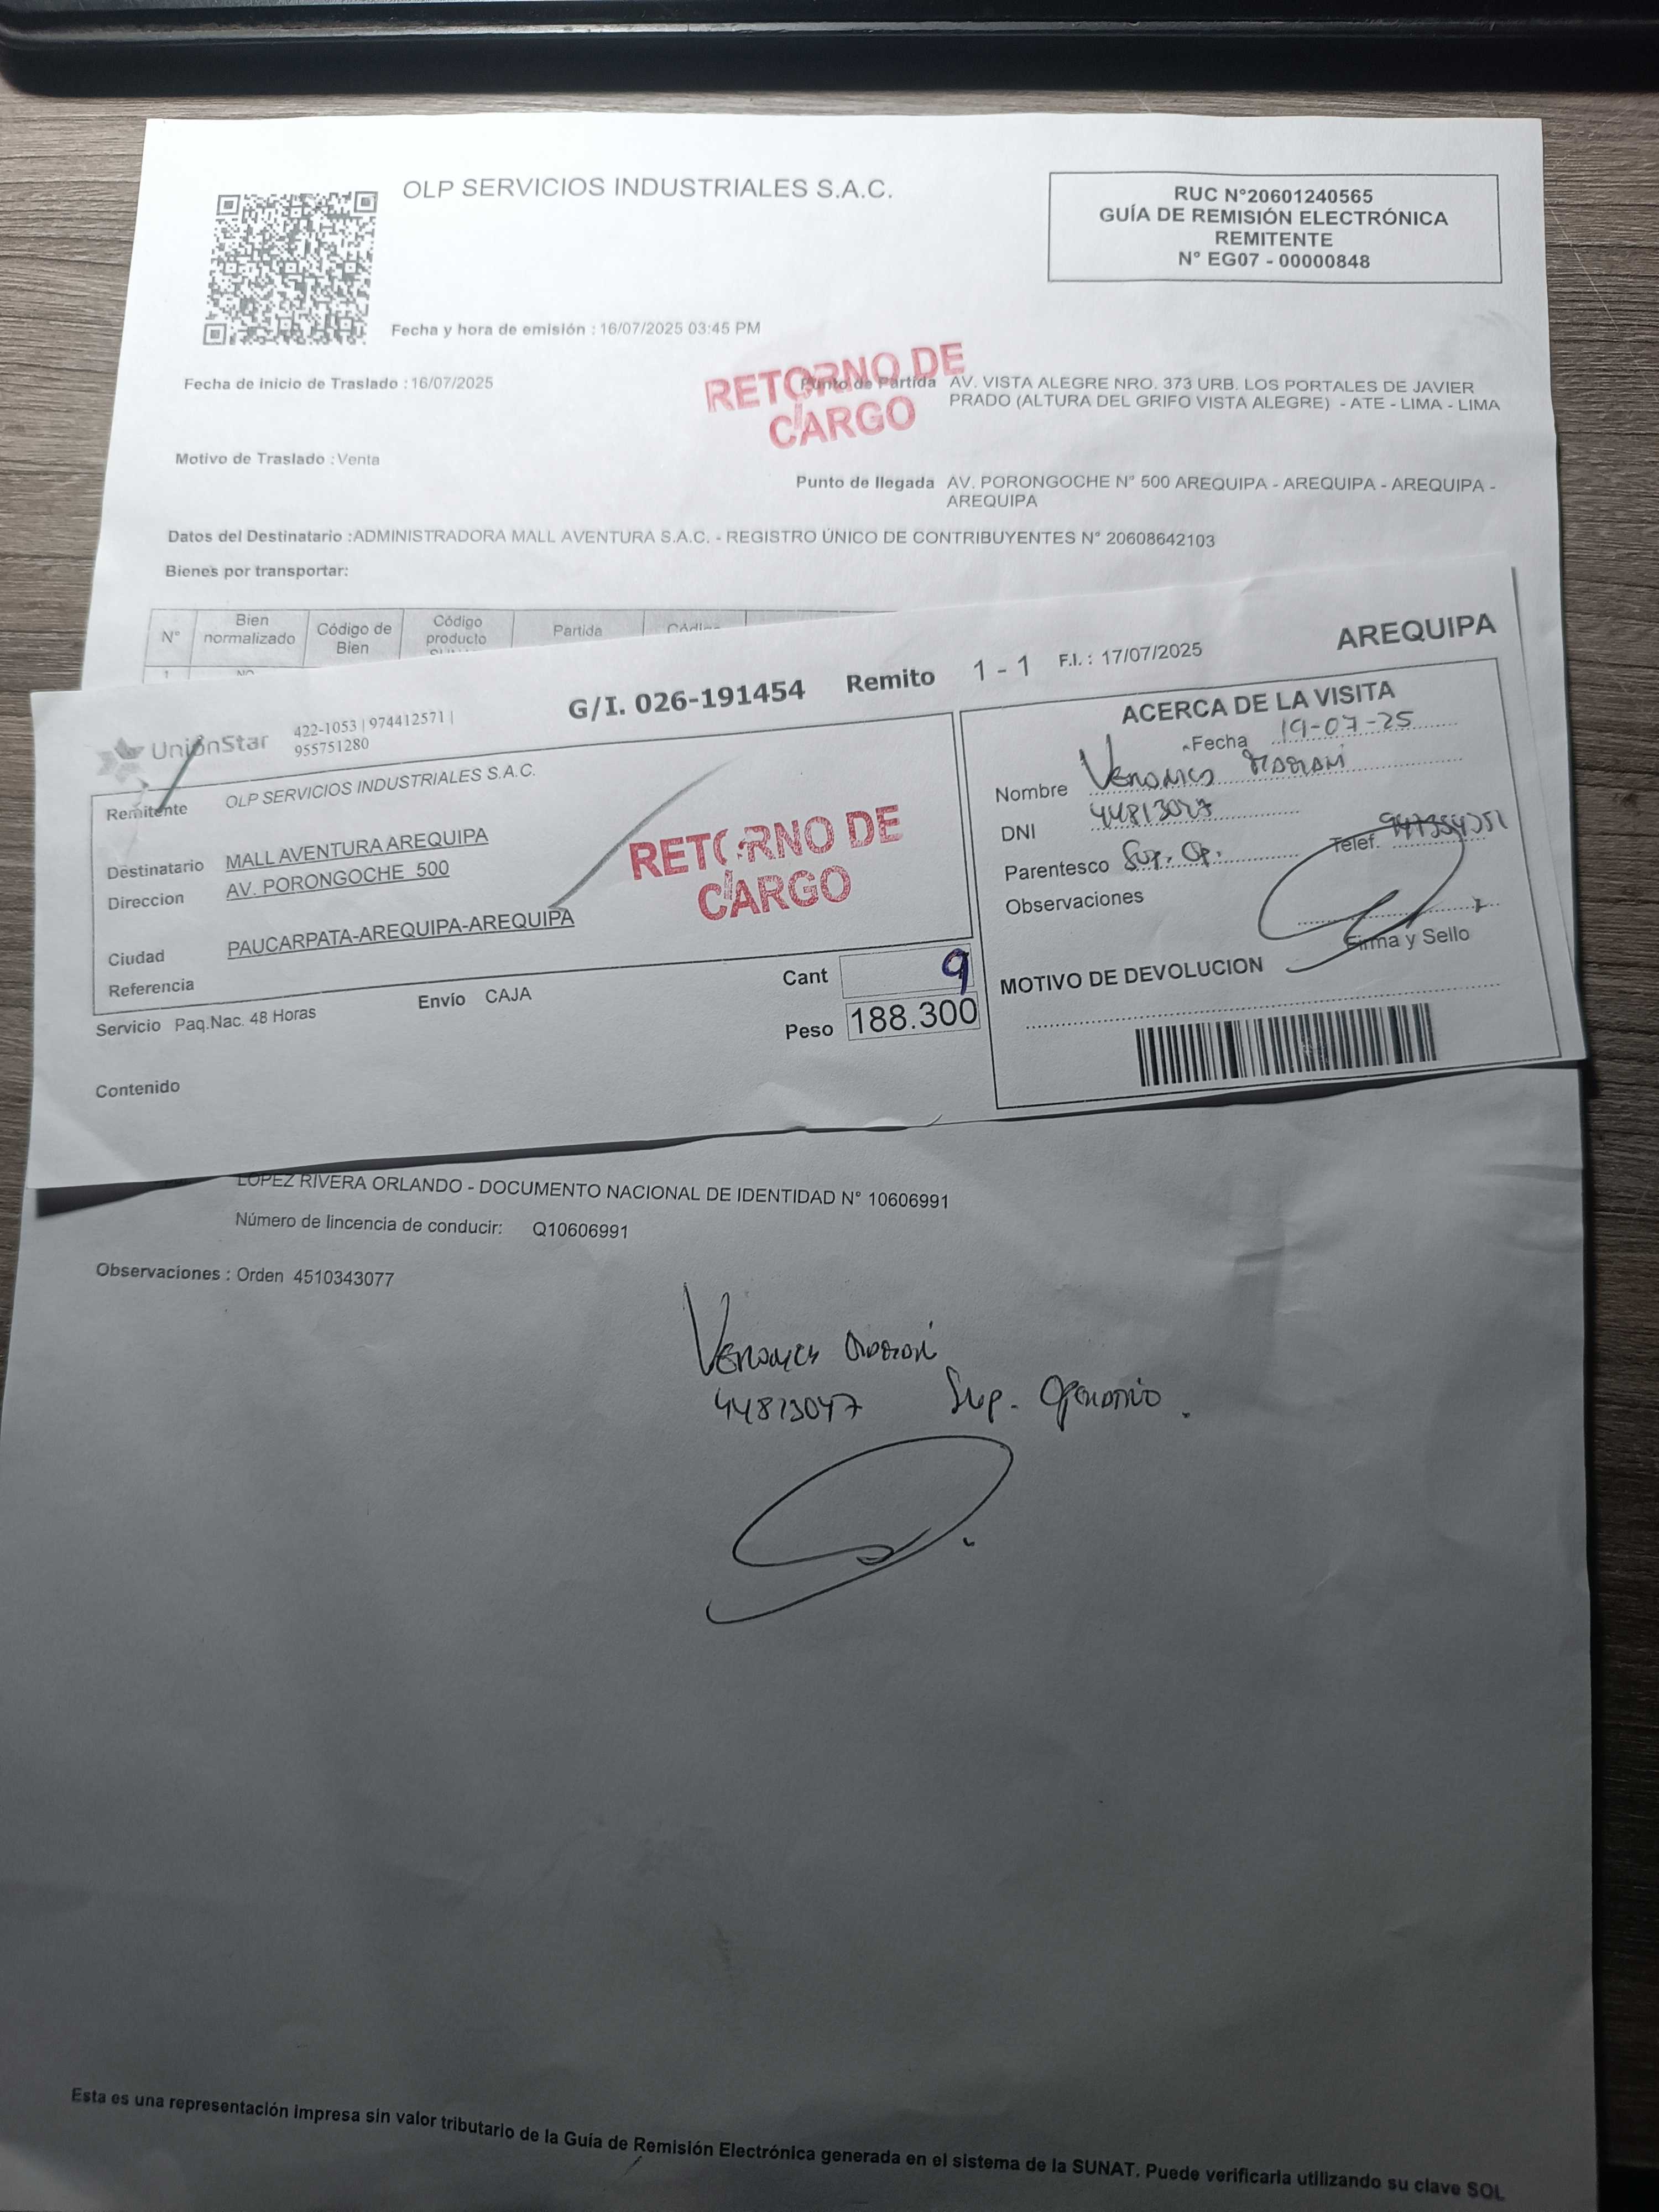 OLP SERVICIOS INDUSTRIALES S.A.C.
RUC N°20601240565
GUÍA DE REMISIÓN ELECTRÓNICA
REMITENTE
N° EG07 - 00000848
Fecha y hora de emisión : 16/07/2025 03:45 PM
Fecha de inicio de Traslado : 16/07/2025
RETORNO DE
CARGO
Punto de Partida AV. VISTA ALEGRE NRO. 373 URB. LOS PORTALES DE JAVIER
PRADO (ALTURA DEL GRIFO VISTA ALEGRE) - ATE - LIMA - LIMA
Motivo de Traslado : Venta
Punto de llegada AV. PORONGOCHE N° 500 AREQUIPA - AREQUIPA - AREQUIPA -
AREQUIPA
Datos del Destinatario :ADMINISTRADORA MALL AVENTURA S.A.C. - REGISTRO ÚNICO DE CONTRIBUYENTES N° 20608642103
Bienes por transportar:
N° Bien normalizado Código de Bien Código producto Partida
UniónStar
422-1053 | 974412571 |
955751280
G/I. 026-191454 Remito 1 - 1 F.I. : 17/07/2025
AREQUIPA
Remitente OLP SERVICIOS INDUSTRIALES S.A.C.
Destinatario MALL AVENTURA AREQUIPA
Direccion AV. PORONGOCHE 500
Ciudad PAUCARPATA-AREQUIPA-AREQUIPA
Referencia
RETORNO DE
CARGO
Servicio Paq.Nac. 48 Horas
Envío CAJA
Cant 9
Peso 188.300
Contenido
ACERCA DE LA VISITA
Fecha 19-07-25
Nombre Veronica
DNI 44813047
Parentesco Sup. Op.
Telef.
Observaciones
Firma y Sello
MOTIVO DE DEVOLUCION
LOPEZ RIVERA ORLANDO - DOCUMENTO NACIONAL DE IDENTIDAD N° 10606991
Número de lincencia de conducir: Q10606991
Observaciones : Orden 4510343077
Veronica
44813047 Sup.
Esta es una representación impresa sin valor tributario de la Guía de Remisión Electrónica generada en el sistema de la SUNAT. Puede verificarla utilizando su clave SOL